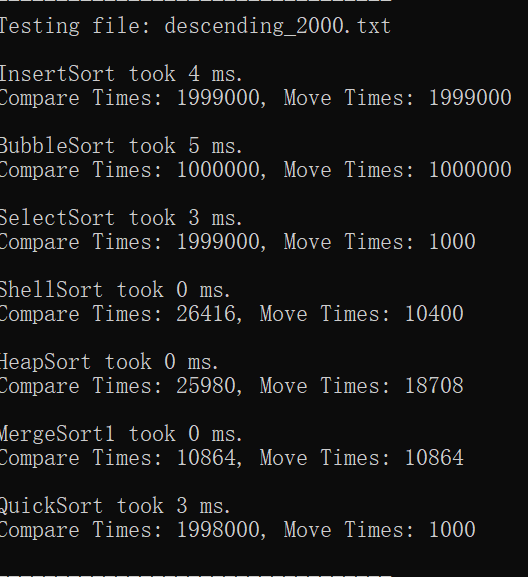 Testing file: descending_2000.txt
InsertSort took 4 ms.
Compare Times: 1999000, Move Times: 1999000
BubbleSort took 5 ms.
Compare Times: 1000000, Move Times: 1000000
SelectSort took 3 ms.
Compare Times: 1999000, Move Times: 1000
ShellSort took 0 ms.
Compare Times: 26416, Move Times: 10400
HeapSort took 0 ms.
Compare Times: 25980, Move Times: 18708
MergeSort1 took 0 ms.
Compare Times: 10864, Move Times: 10864
QuickSort took 3 ms.
Compare Times: 1998000, Move Times: 1000